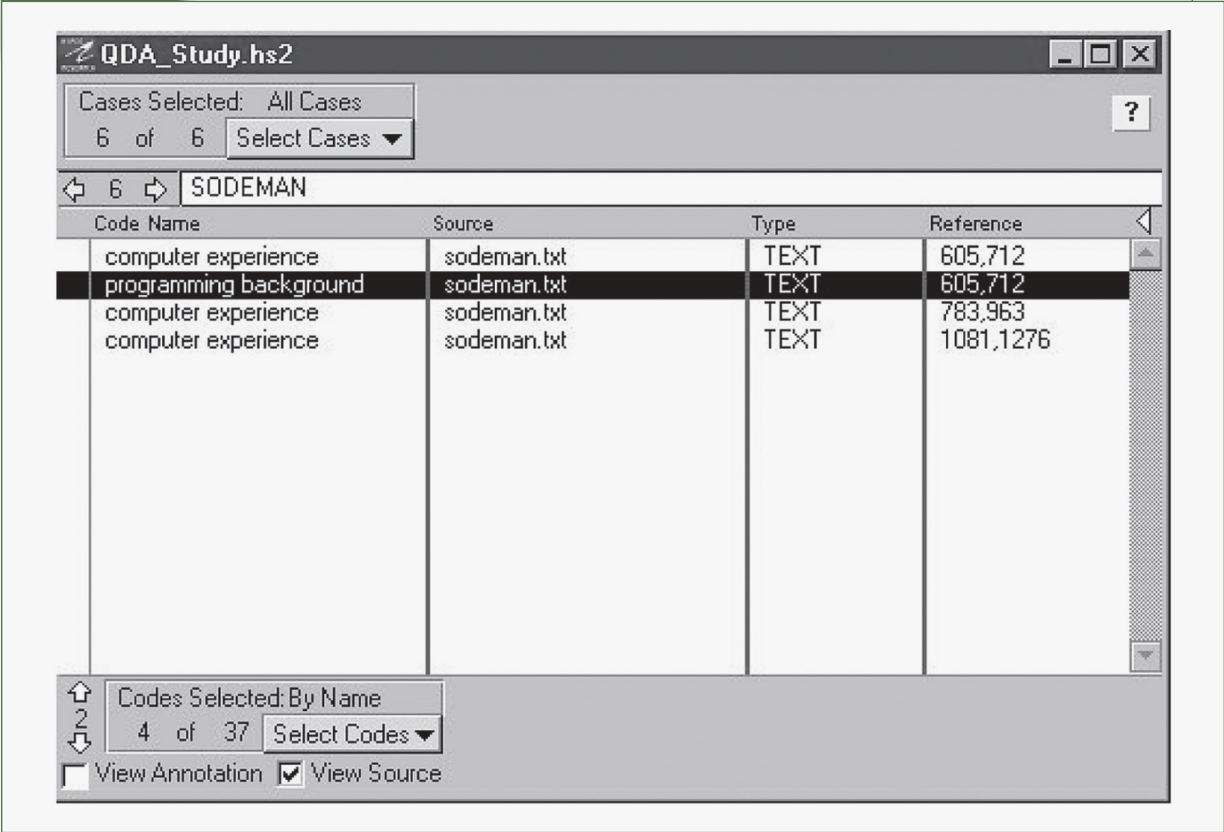 QDA_Study.hs2
Cases Selected: All Cases
6 of 6 Select Cases
?
6 SODEMAN
Code Name Source Type Reference
computer experience sodeman.txt TEXT 605,712
programming background sodeman.txt TEXT 605,712
computer experience sodeman.txt TEXT 783,963
computer experience sodeman.txt TEXT 1081,1276
Codes Selected: By Name
2
4 of 37 Select Codes
View Annotation View Source